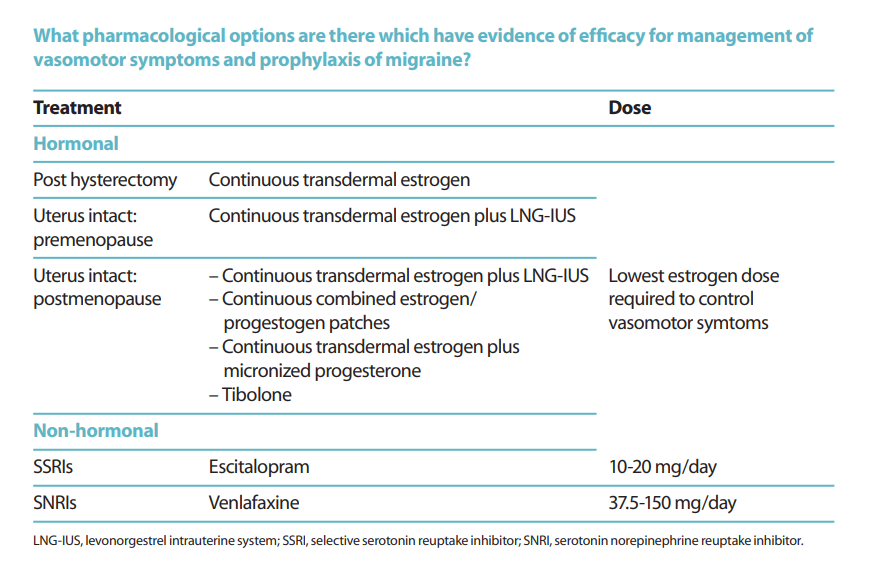 What pharmacological options are there which have evidence of efficacy for management of
vasomotor symptoms and prophylaxis of migraine?
Treatment Dose
Hormonal
Post hysterectomy Continuous transdermal estrogen
Uterus intact: Continuous transdermal estrogen plus LNG-IUS
premenopause
Uterus intact: – Continuous transdermal estrogen plus LNG-IUS Lowest estrogen dose
postmenopause – Continuous combined estrogen/ required to control
progestogen patches vasomotor symtoms
– Continuous transdermal estrogen plus
micronized progesterone
– Tibolone
Non-hormonal
SSRIs Escitalopram 10-20 mg/day
SNRIs Venlafaxine 37.5-150 mg/day
LNG-IUS, levonorgestrel intrauterine system; SSRI, selective serotonin reuptake inhibitor; SNRI, serotonin norepinephrine reuptake inhibitor.